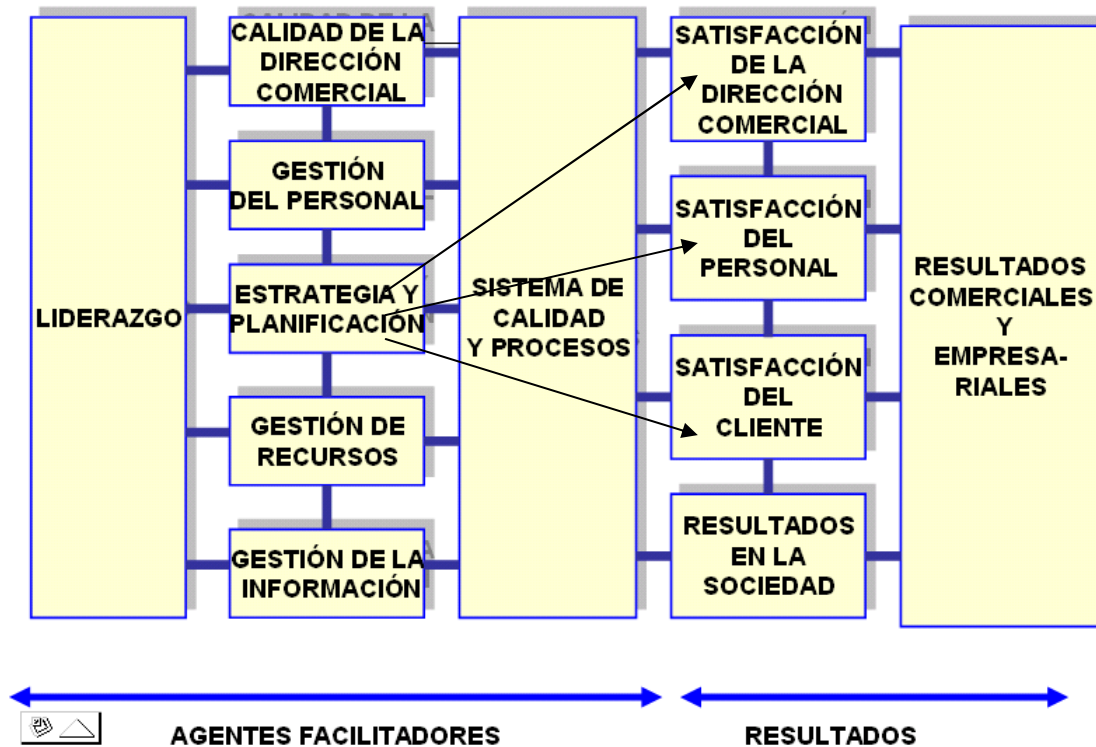 LIDERAZGO
CALIDAD DE LA
DIRECCIÓN
COMERCIAL
GESTIÓN
DEL PERSONAL
ESTRATEGIA Y
PLANIFICACIÓN
GESTIÓN DE
RECURSOS
GESTIÓN DE LA
INFORMACIÓN
SISTEMA DE
CALIDAD
Y PROCESOS
SATISFACCIÓN
DE LA
DIRECCIÓN
COMERCIAL
SATISFACCIÓN
DEL
PERSONAL
SATISFACCIÓN
DEL
CLIENTE
RESULTADOS
EN LA
SOCIEDAD
RESULTADOS
COMERCIALES
Y
EMPRESA-
RIALES
AGENTES FACILITADORES
RESULTADOS